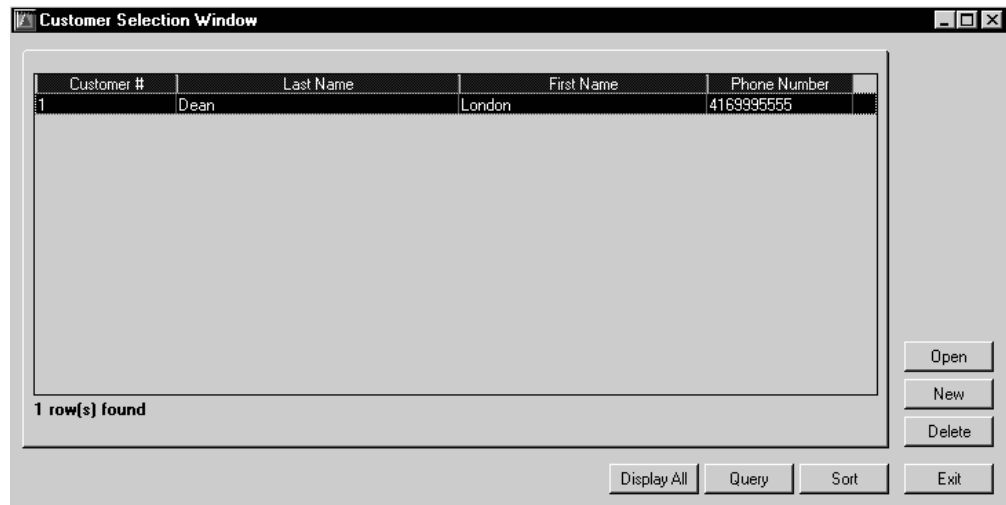 Customer Selection Window
Customer # Last Name First Name Phone Number
1 Dean London 4169995555
1 row(s) found
Open
New
Delete
Display All Query Sort Exit